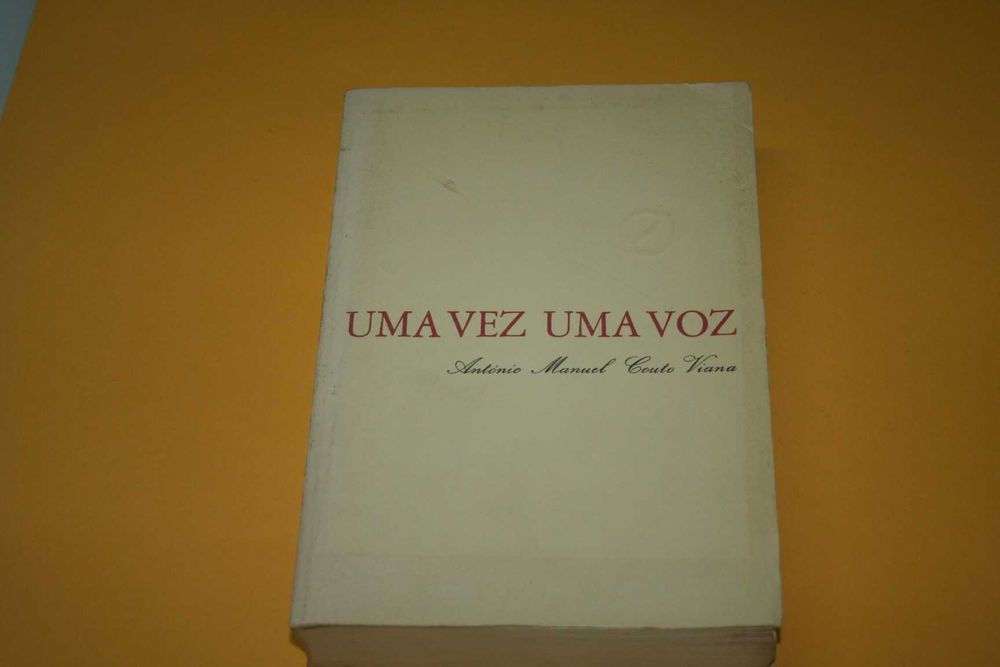 UMA VEZ UMA VOZ
António Manuel Couto Viana